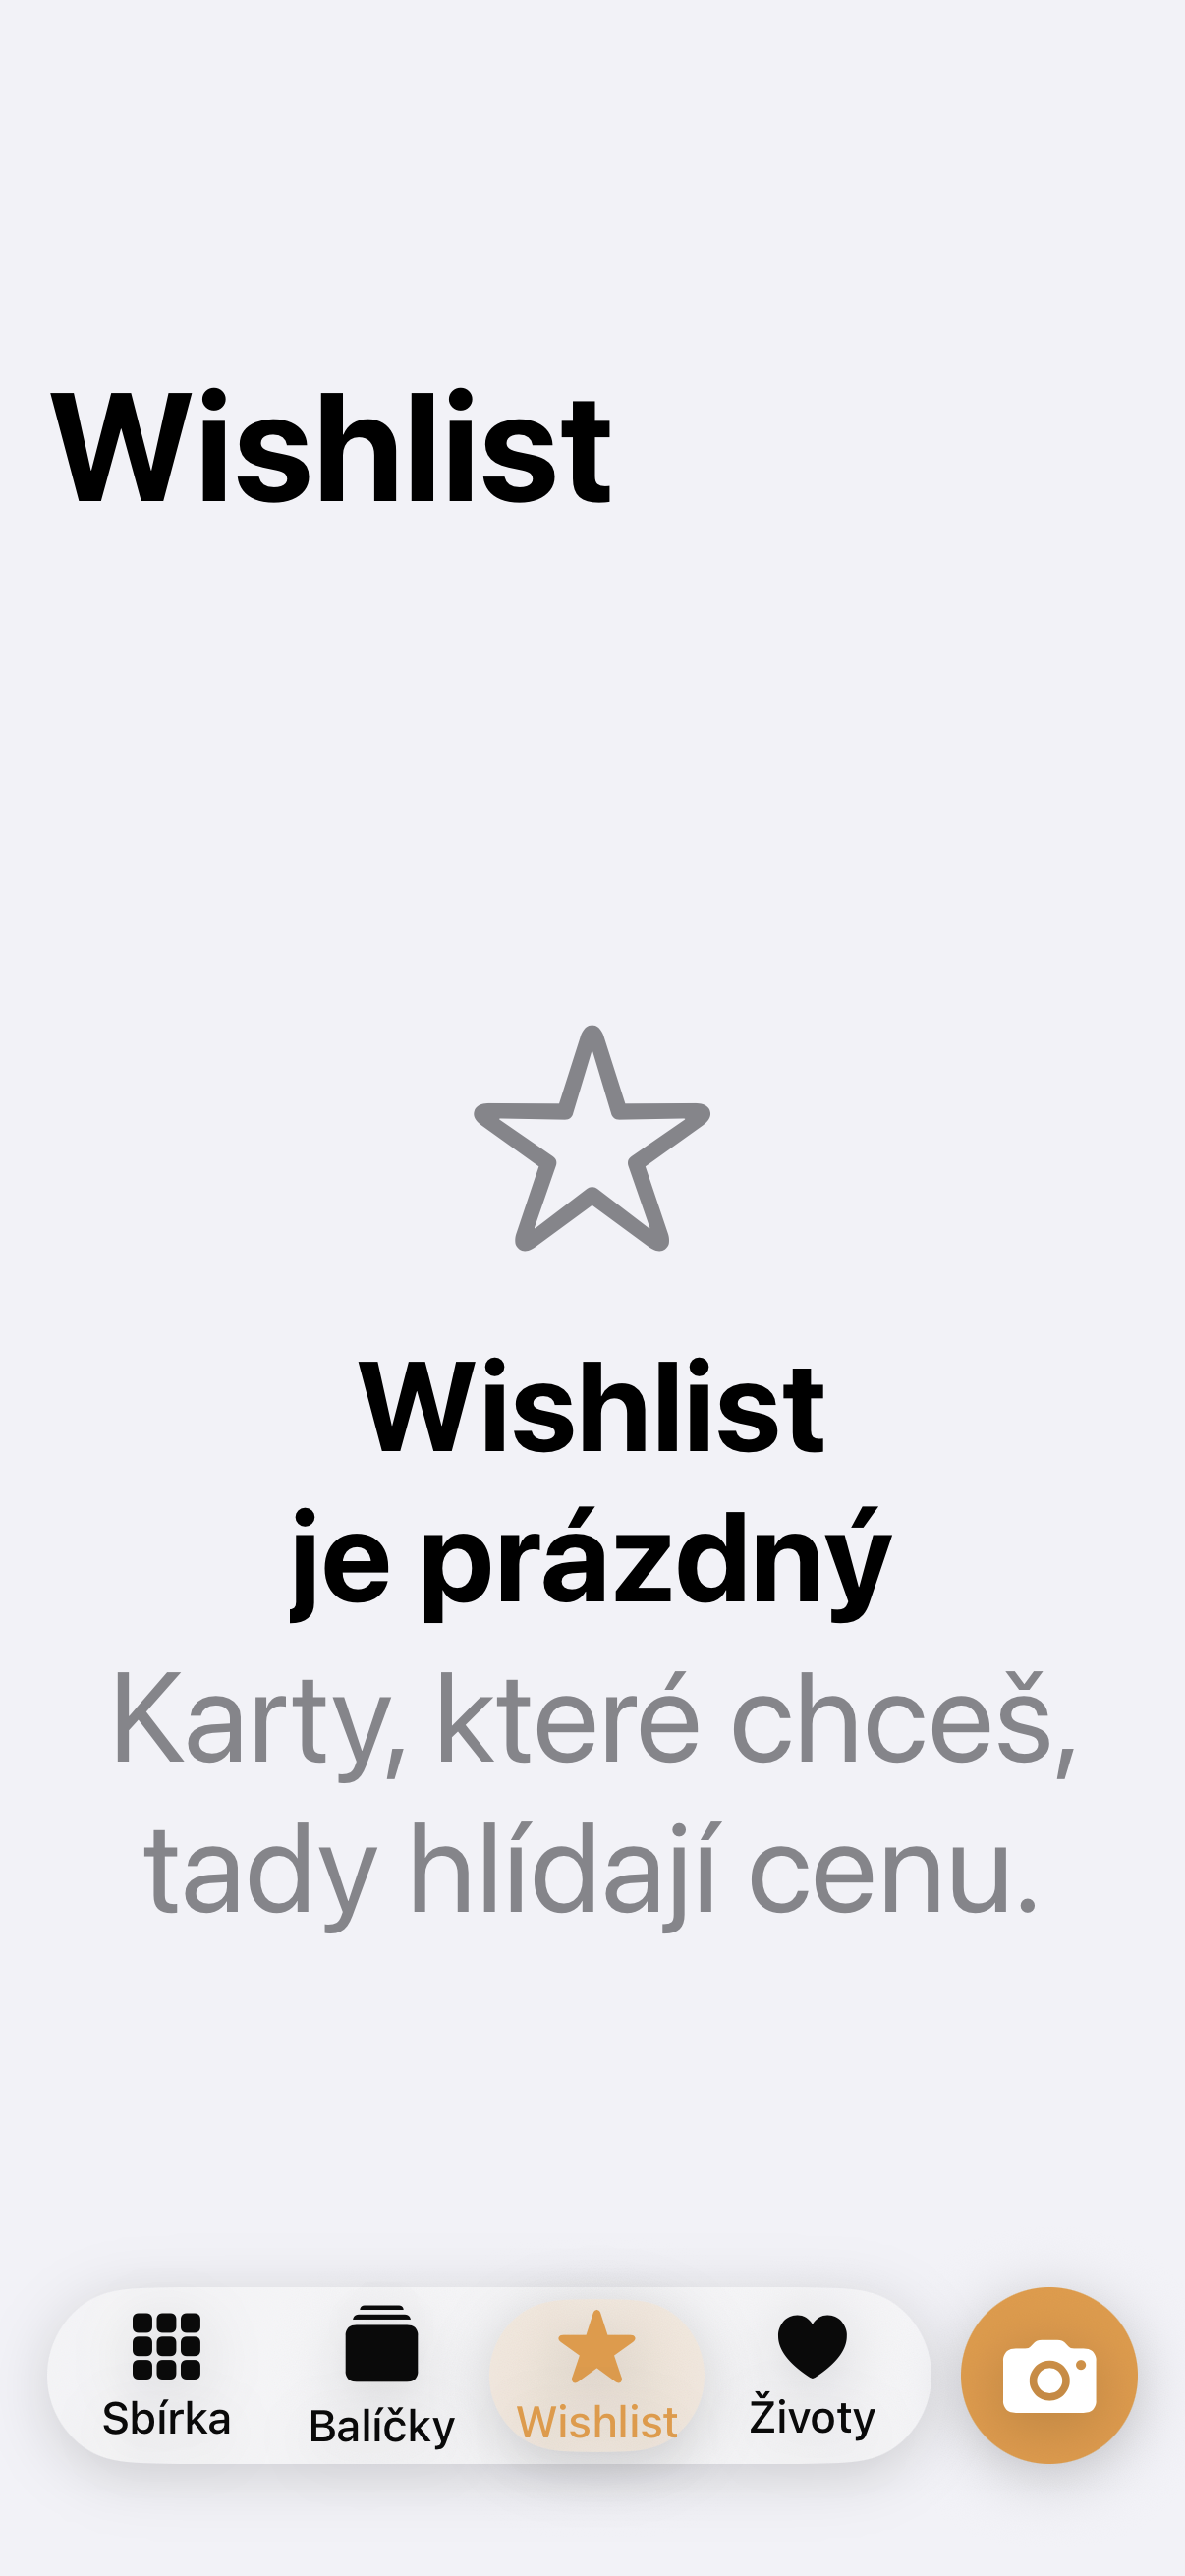 Wishlist
Wishlist
je prázdný
Karty, které chceš,
tady hlídají cenu.
Sbírka
Balíčky
Wishlist
Životy